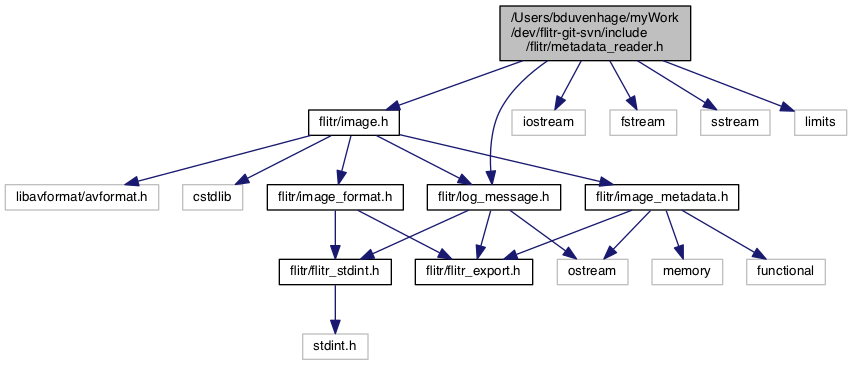 /Users/bduvenhage/myWork
/dev/flitr-git-svn/include
/flitr/metadata_reader.h
flitr/image.h
iostream
fstream
sstream
limits
libavformat/avformat.h
cstdlib
flitr/image_format.h
flitr/log_message.h
flitr/image_metadata.h
flitr/flitr_stdint.h
flitr/flitr_export.h
ostream
memory
functional
stdint.h